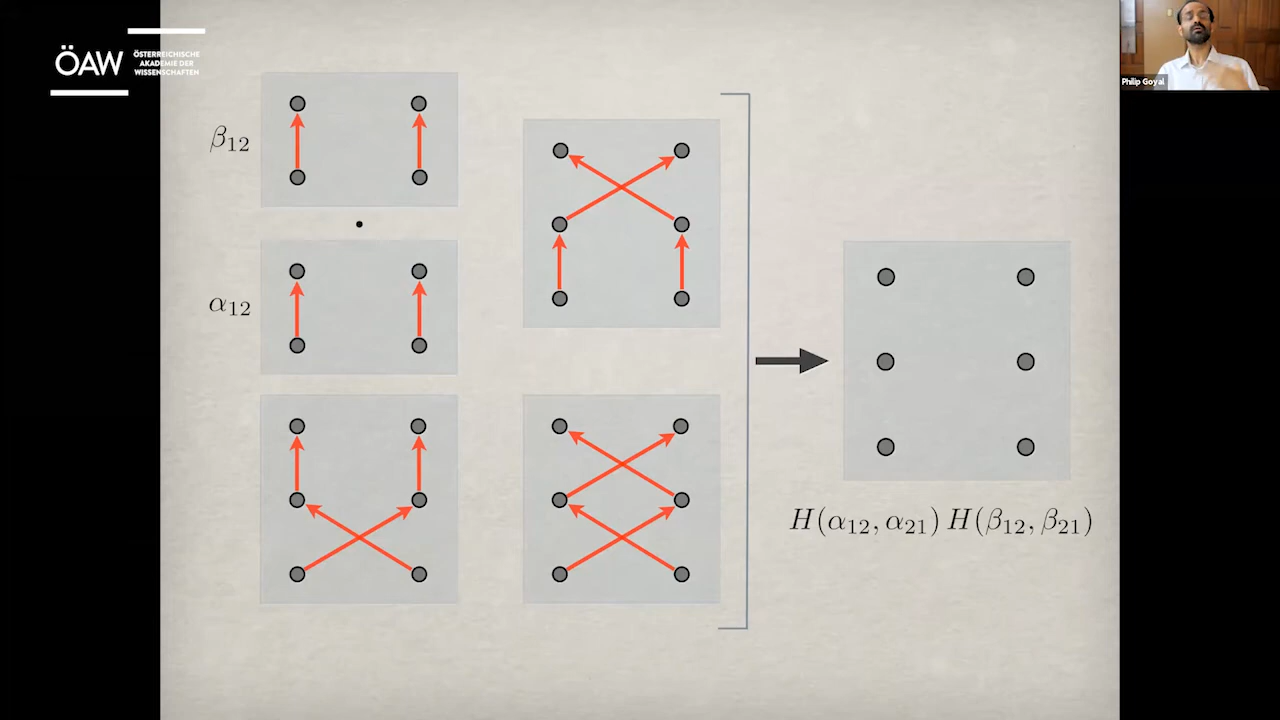 ÖAW
ÖSTERREICHISCHE
AKADEMIE DER
WISSENSCHAFTEN
Philip Goyal
β₁₂
α₁₂
H(α₁₂, α₂₁) H(β₁₂, β₂₁)